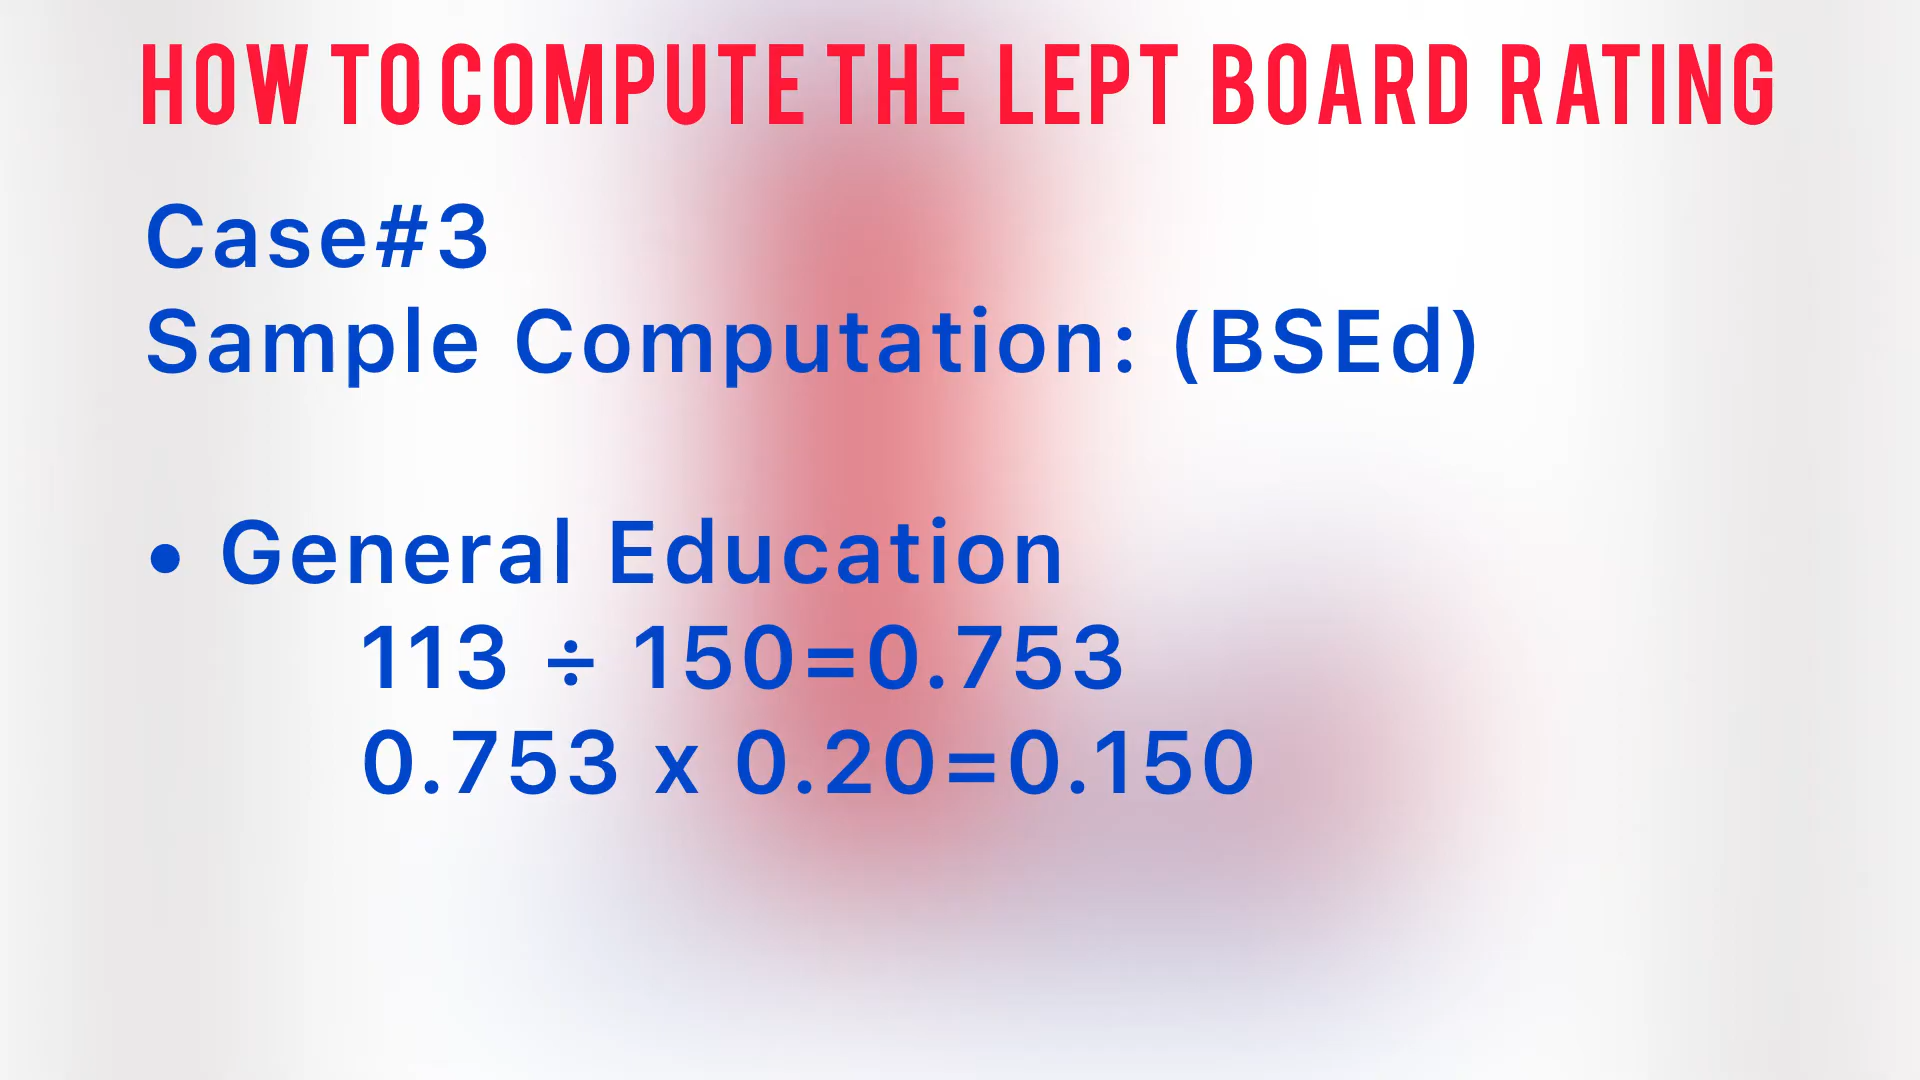 HOW TO COMPUTE THE LEPT BOARD RATING
Case#3
Sample Computation: (BSEd)
• General Education
113 ÷ 150=0.753
0.753 x 0.20=0.150